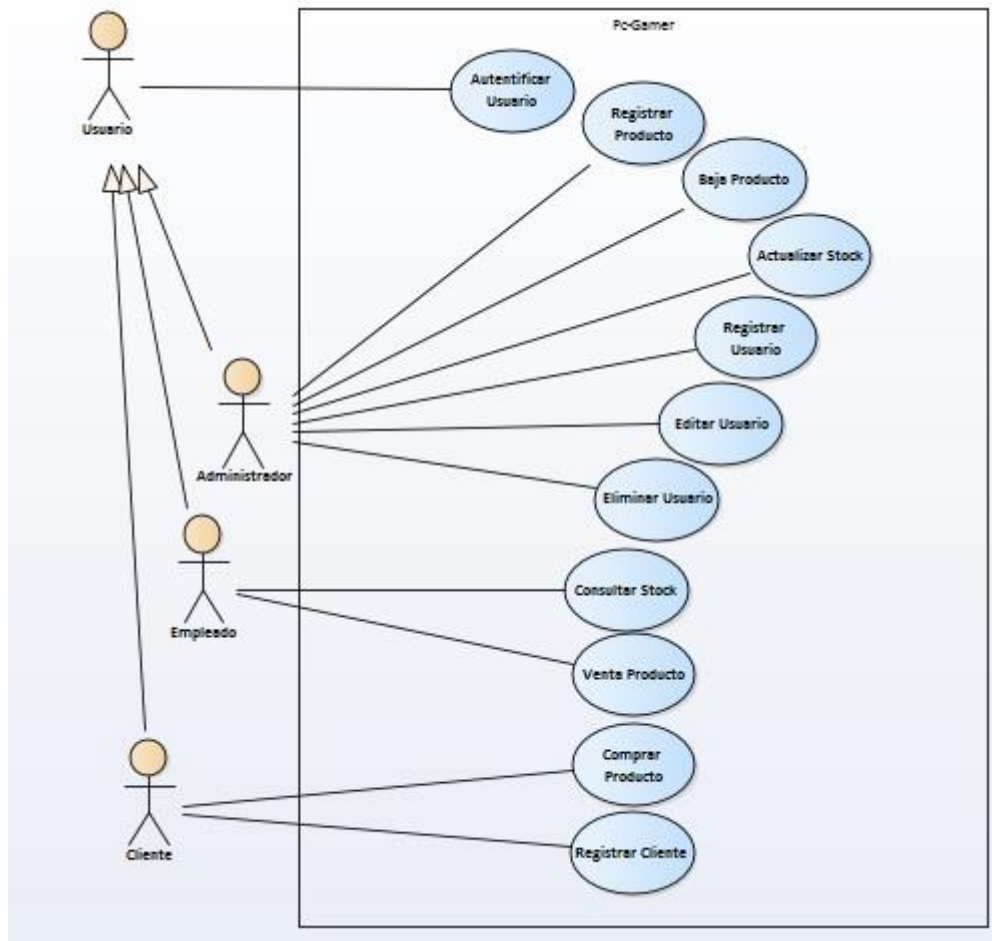 Pc-Gamer
Usuario
Autentificar
Usuario
Registrar
Producto
Baja Producto
Actualizar Stock
Registrar
Usuario
Editar Usuario
Administrador
Eliminar Usuario
Consultar Stock
Empleado
Venta Producto
Comprar
Producto
Cliente
Registrar Cliente